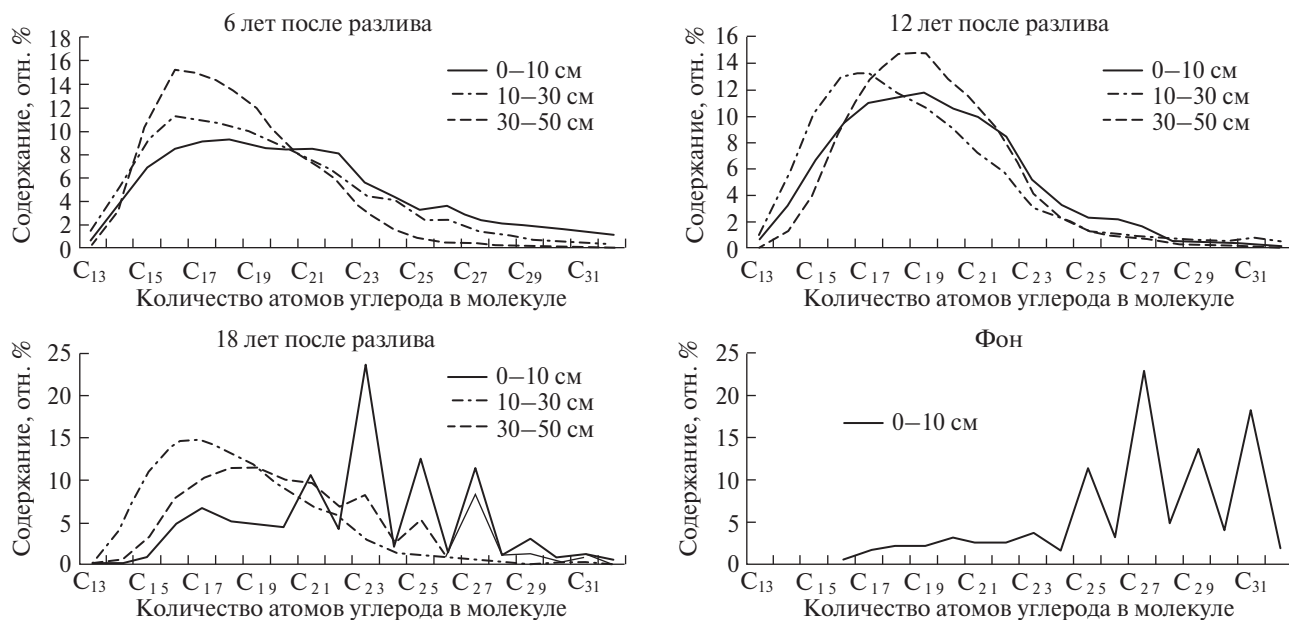 6 лет после разлива
Содержание, отн. %
18
16
14
12
10
8
6
4
2
0
0–10 см
10–30 см
30–50 см
C13 C15 C17 C19 C21 C23 C25 C27 C29 C31
Количество атомов углерода в молекуле
12 лет после разлива
Содержание, отн. %
16
14
12
10
8
6
4
2
0
0–10 см
10–30 см
30–50 см
C13 C15 C17 C19 C21 C23 C25 C27 C29 C31
Количество атомов углерода в молекуле
18 лет после разлива
Содержание, отн. %
25
20
15
10
5
0
0–10 см
10–30 см
30–50 см
C13 C15 C17 C19 C21 C23 C25 C27 C29 C31
Количество атомов углерода в молекуле
Фон
Содержание, отн. %
25
20
15
10
5
0
0–10 см
C13 C15 C17 C19 C21 C23 C25 C27 C29 C31
Количество атомов углерода в молекуле